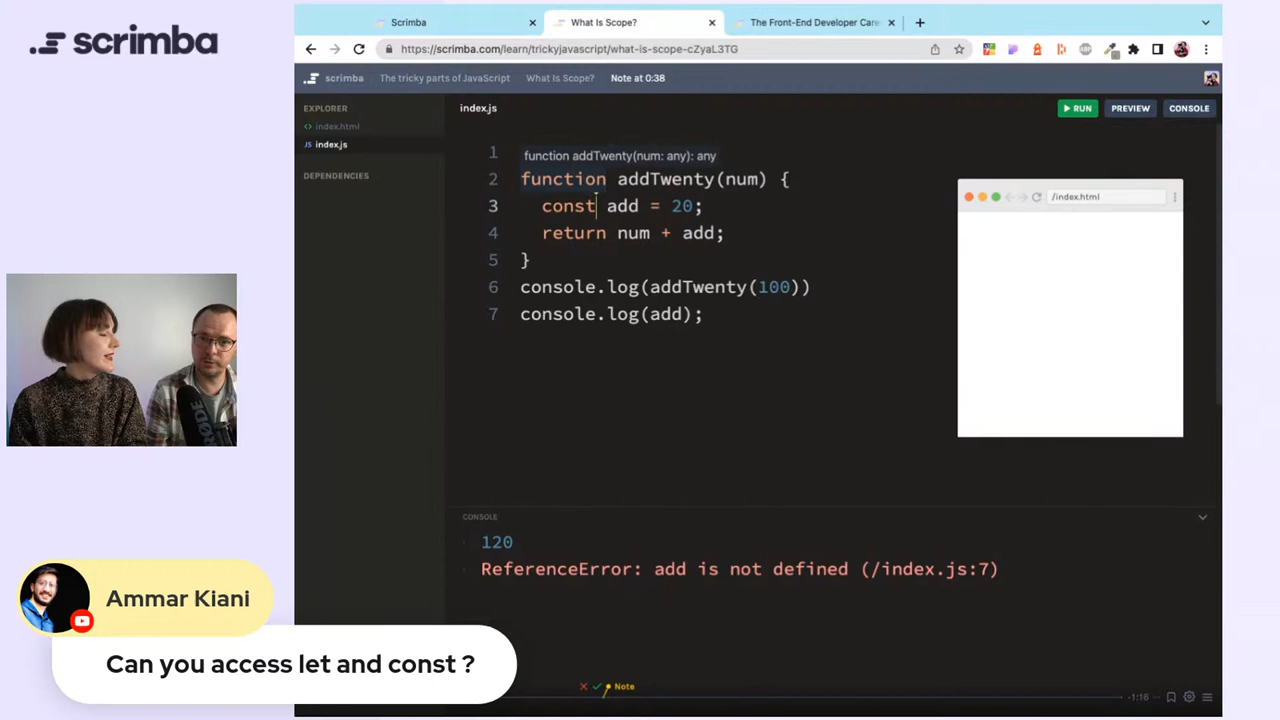 scrimba
Scrimba
What Is Scope?
The Front-End Developer Care
https://scrimba.com/learn/trickyjavascript/what-is-scope-cZyaL3TG
scrimba The tricky parts of JavaScript What Is Scope? Note at 0:38
EXPLORER
index.html
JS index.js
DEPENDENCIES
index.js
RUN PREVIEW CONSOLE
1
function addTwenty(num: any): any
2 function addTwenty(num) {
3 const add = 20;
4 return num + add;
5 }
6 console.log(addTwenty(100))
7 console.log(add);
/index.html
CONSOLE
120
ReferenceError: add is not defined (/index.js:7)
Note
-1:16
RODE
Ammar Kiani
Can you access let and const ?